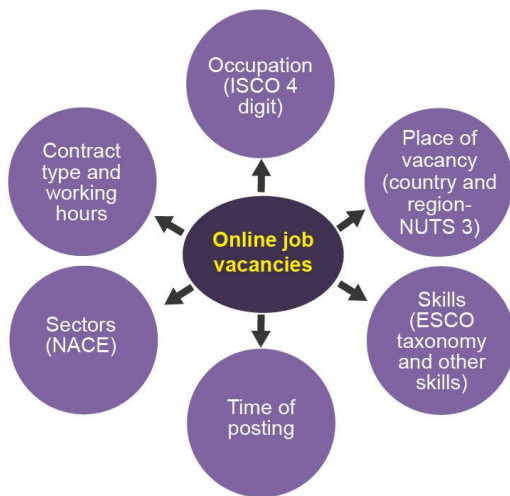 Occupation
(ISCO 4
digit)
Contract
type and
working
hours
Place of
vacancy
(country and
region-
NUTS 3)
Online job
vacancies
Sectors
(NACE)
Skills
(ESCO
taxonomy
and other
skills)
Time of
posting